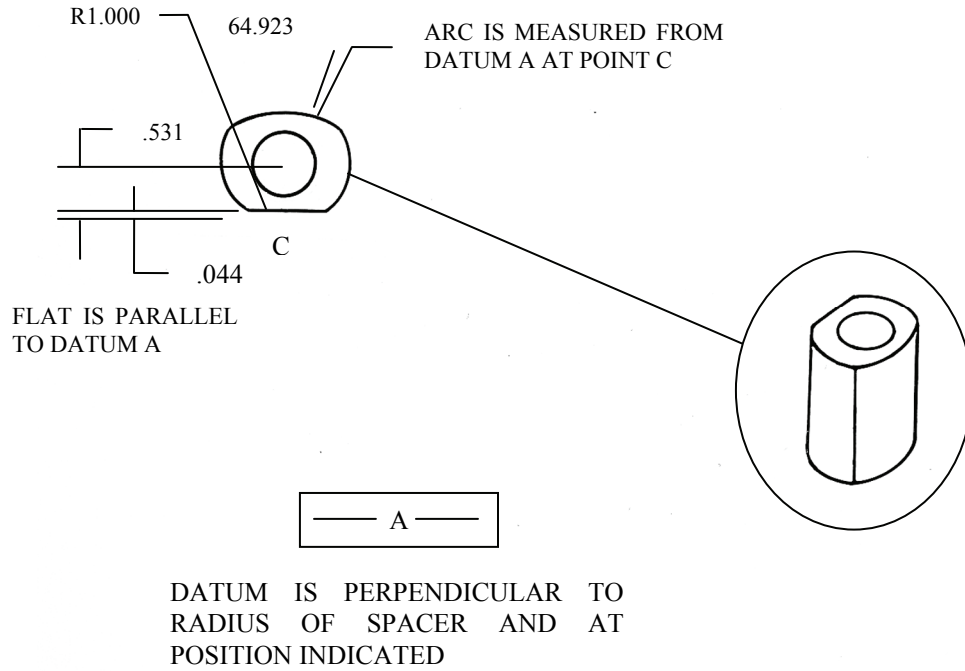 R1.000
64.923
ARC IS MEASURED FROM
DATUM A AT POINT C
.531
C
.044
FLAT IS PARALLEL
TO DATUM A
A
DATUM IS PERPENDICULAR TO
RADIUS OF SPACER AND AT
POSITION INDICATED